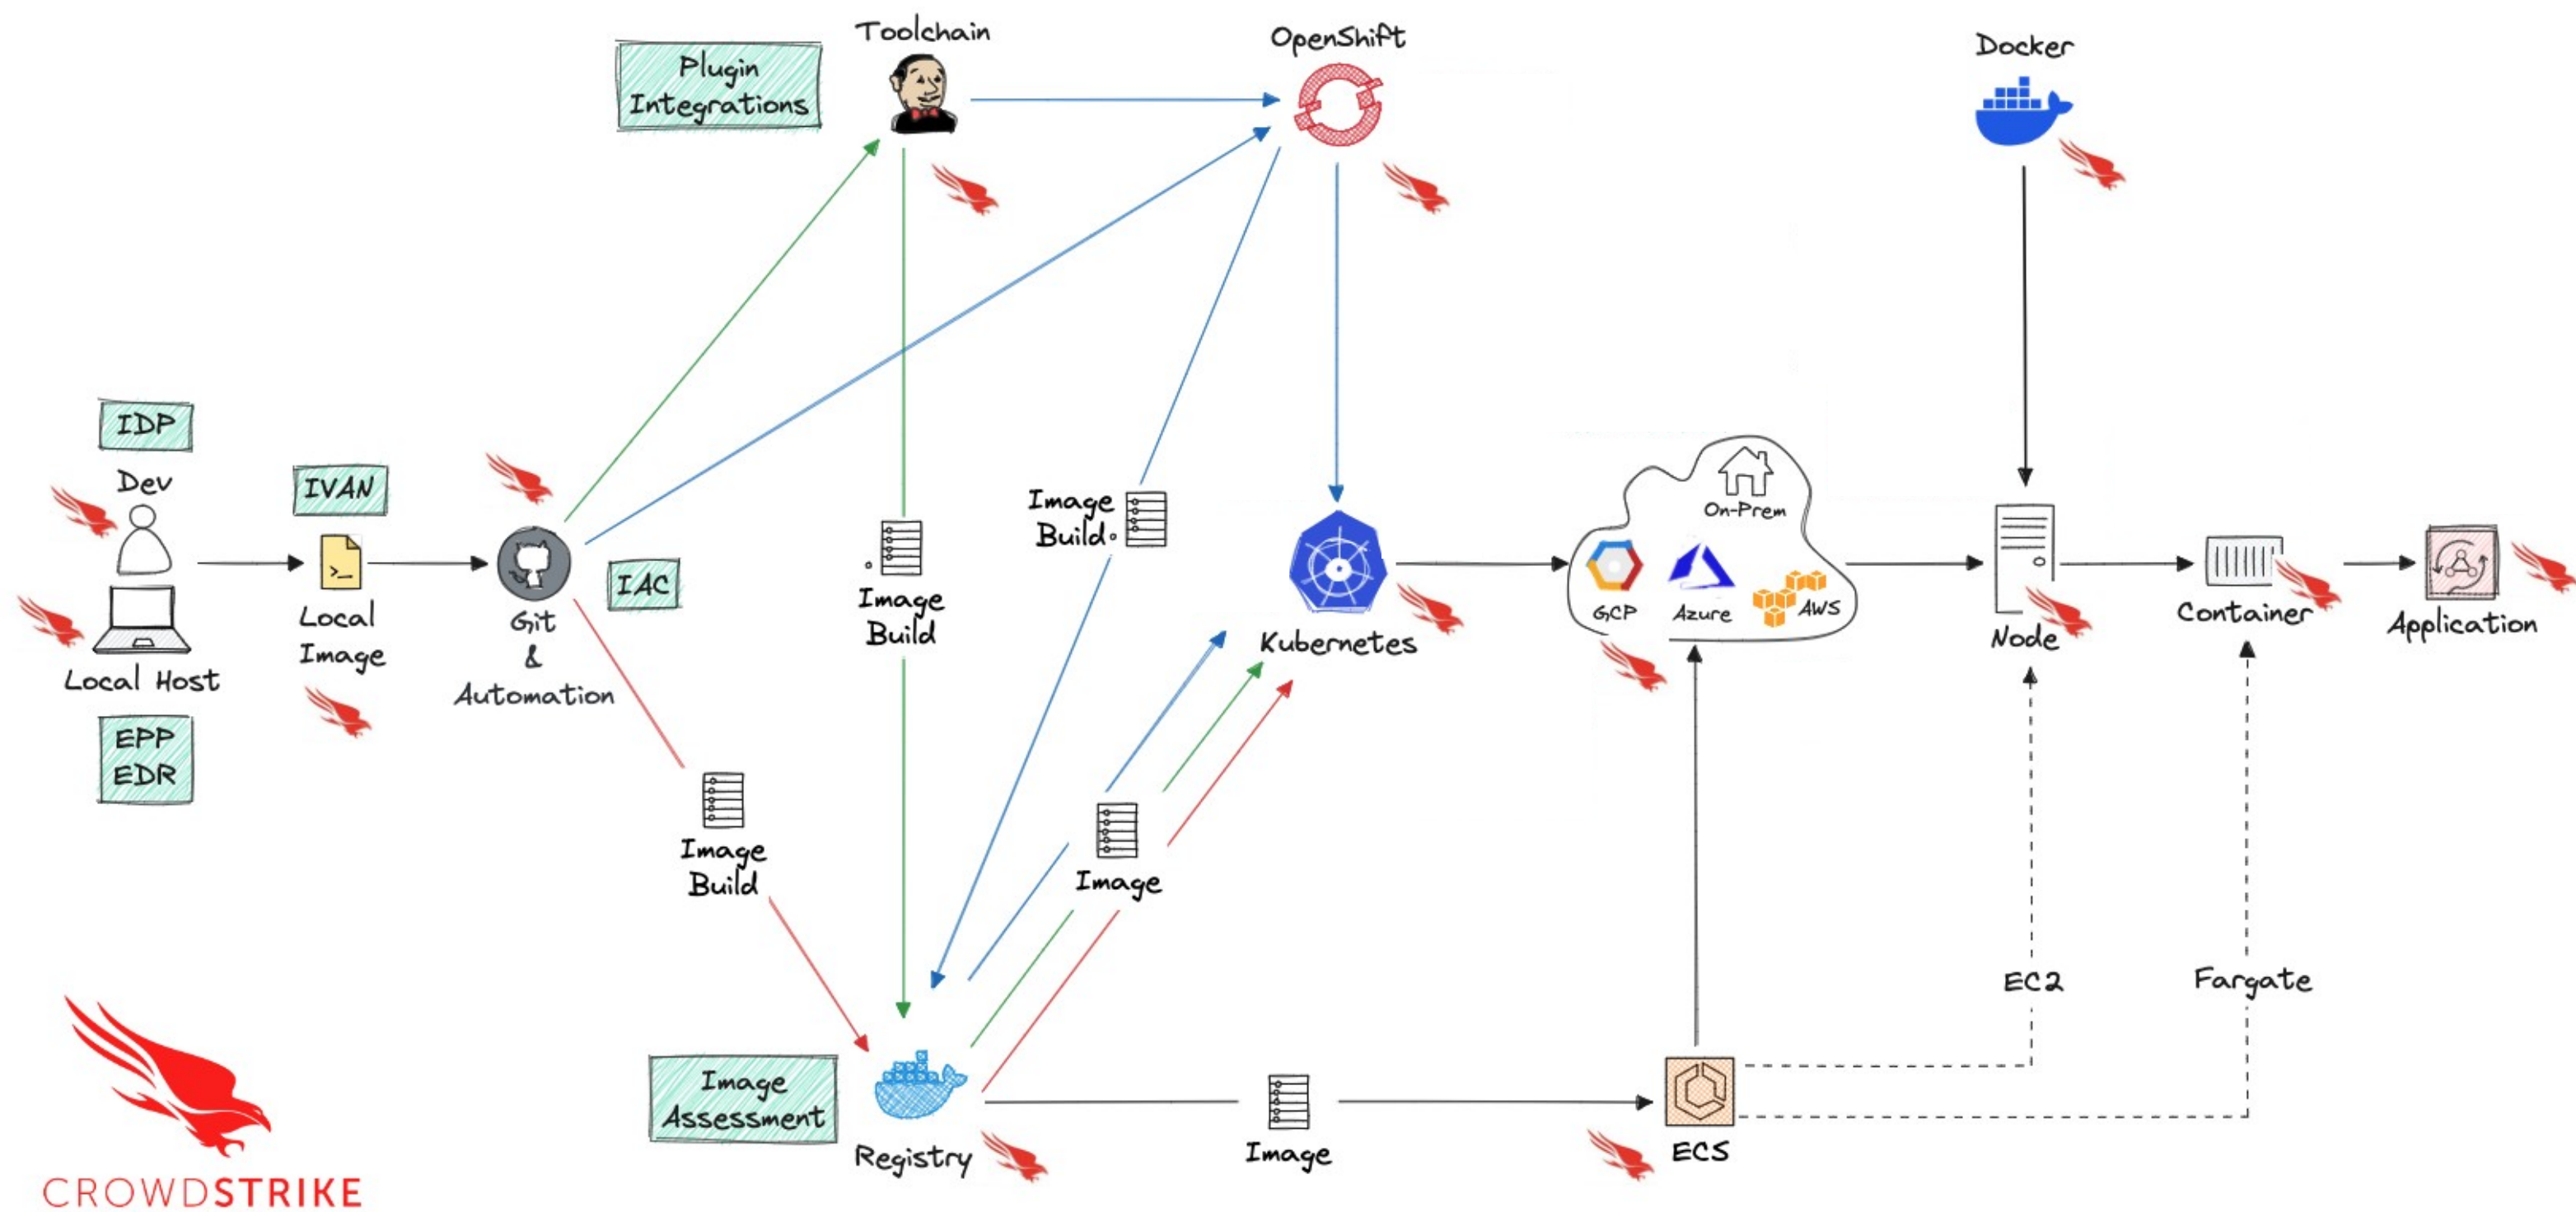 Toolchain
OpenShift
Docker
Plugin
Integrations
IDP
Dev
IVAN
Local Host
EPP
EDR
Local
Image
Git
&
Automation
IAC
Image
Build
Image
Build
Image
Build
Kubernetes
On-Prem
GCP
Azure
AWS
Node
Container
Application
Image
EC2
Fargate
Image
Assessment
Registry
Image
ECS
CROWDSTRIKE